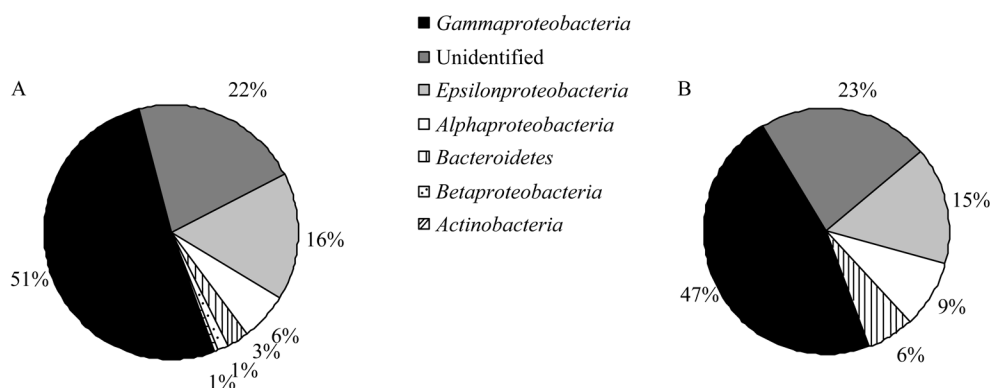 Gammaproteobacteria
Unidentified
Epsilonproteobacteria
Alphaproteobacteria
Bacteroidetes
Betaproteobacteria
Actinobacteria
A
22%
16%
6%
3%
1%
1%
51%
B
23%
15%
9%
6%
47%